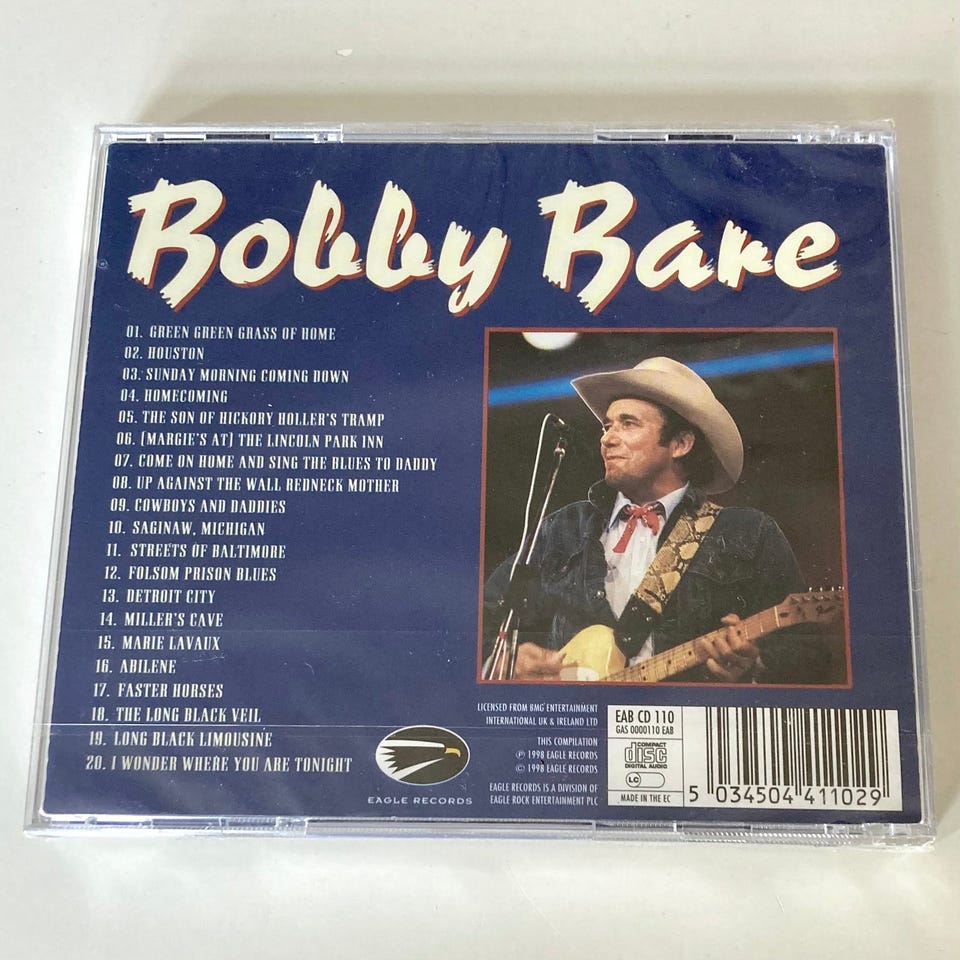 Bobby Bare
01. GREEN GREEN GRASS OF HOME
02. HOUSTON
03. SUNDAY MORNING COMING DOWN
04. HOMECOMING
05. THE SON OF HICKORY HOLLER'S TRAMP
06. (MARGIE'S AT) THE LINCOLN PARK INN
07. COME ON HOME AND SING THE BLUES TO DADDY
08. UP AGAINST THE WALL REDNECK MOTHER
09. COWBOYS AND DADDIES
10. SAGINAW, MICHIGAN
11. STREETS OF BALTIMORE
12. FOLSOM PRISON BLUES
13. DETROIT CITY
14. MILLER'S CAVE
15. MARIE LAVAUX
16. ABILENE
17. FASTER HORSES
18. THE LONG BLACK VEIL
19. LONG BLACK LIMOUSINE
20. I WONDER WHERE YOU ARE TONIGHT
EAGLE RECORDS
LICENSED FROM BMG ENTERTAINMENT
INTERNATIONAL UK & IRELAND LTD
THIS COMPILATION
℗ 1998 EAGLE RECORDS
© 1998 EAGLE RECORDS
EAGLE RECORDS IS A DIVISION OF
EAGLE ROCK ENTERTAINMENT PLC
EAB CD 110
GAS 0000110 EAB
COMPACT
disc
DIGITAL AUDIO
LC
MADE IN THE EC
5 034504 411029